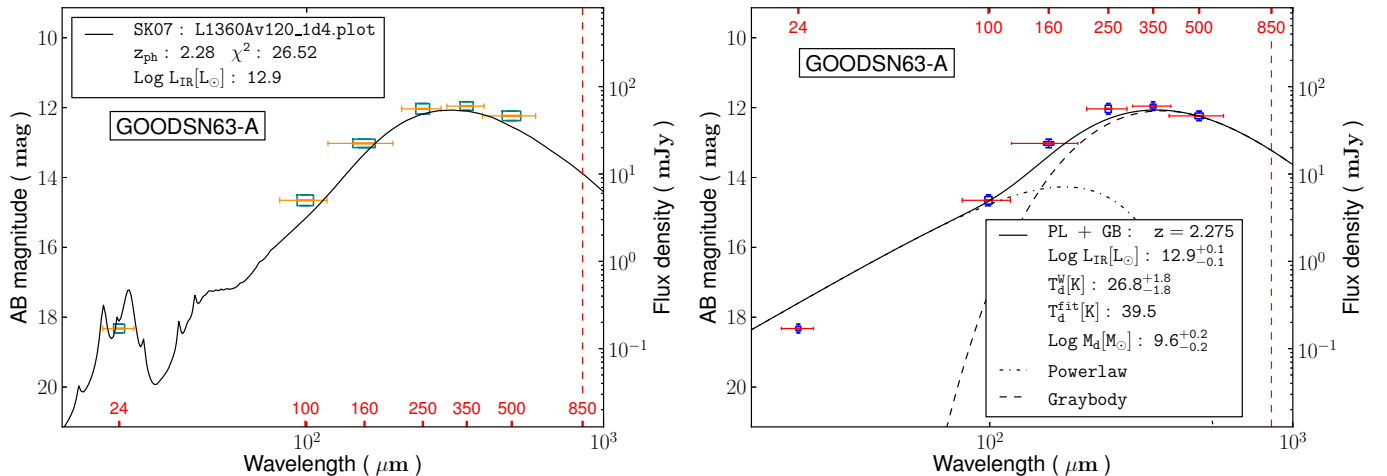 SK07 : L1360Av120_1d4.plot
z_ph : 2.28 χ² : 26.52
Log L_IR[L_⊙] : 12.9
GOODSN63-A
10
12
14
16
18
20
AB magnitude ( mag )
10²
10¹
10⁰
10⁻¹
Flux density ( mJy )
24 100 160 250 350 500 850
10² 10³
Wavelength ( μm )
24 100 160 250 350 500 850
GOODSN63-A
10
12
14
16
18
20
AB magnitude ( mag )
10²
10¹
10⁰
10⁻¹
Flux density ( mJy )
PL + GB : z = 2.275
Log L_IR[L_⊙] : 12.9^{+0.1}_{-0.1}
T_d^W[K] : 26.8^{+1.8}_{-1.8}
T_d^fit[K] : 39.5
Log M_d[M_⊙] : 9.6^{+0.2}_{-0.2}
Powerlaw
Graybody
10² 10³
Wavelength ( μm )